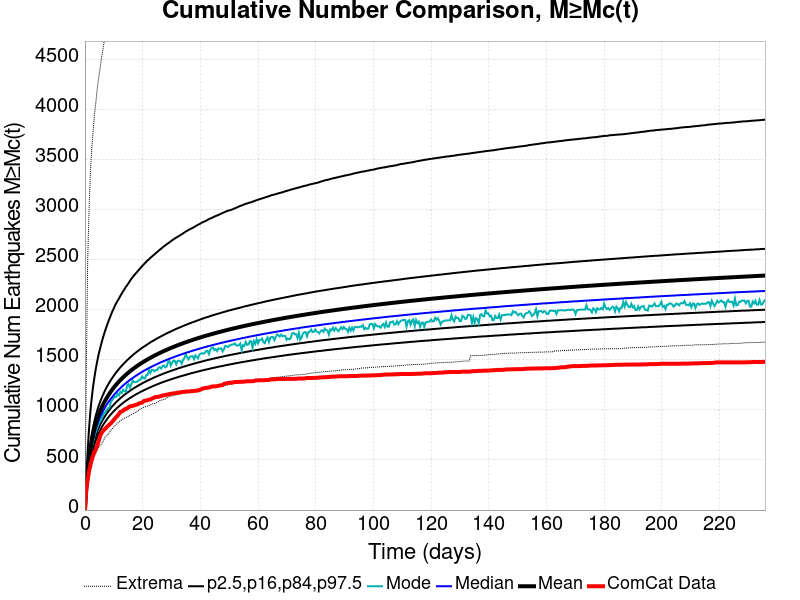 Cumulative Number Comparison, M≥Mc(t)
Cumulative Num Earthquakes M≥Mc(t)
4500
4000
3500
3000
2500
2000
1500
1000
500
0
0 20 40 60 80 100 120 140 160 180 200 220
Time (days)
Extrema p2.5,p16,p84,p97.5 Mode Median Mean ComCat Data